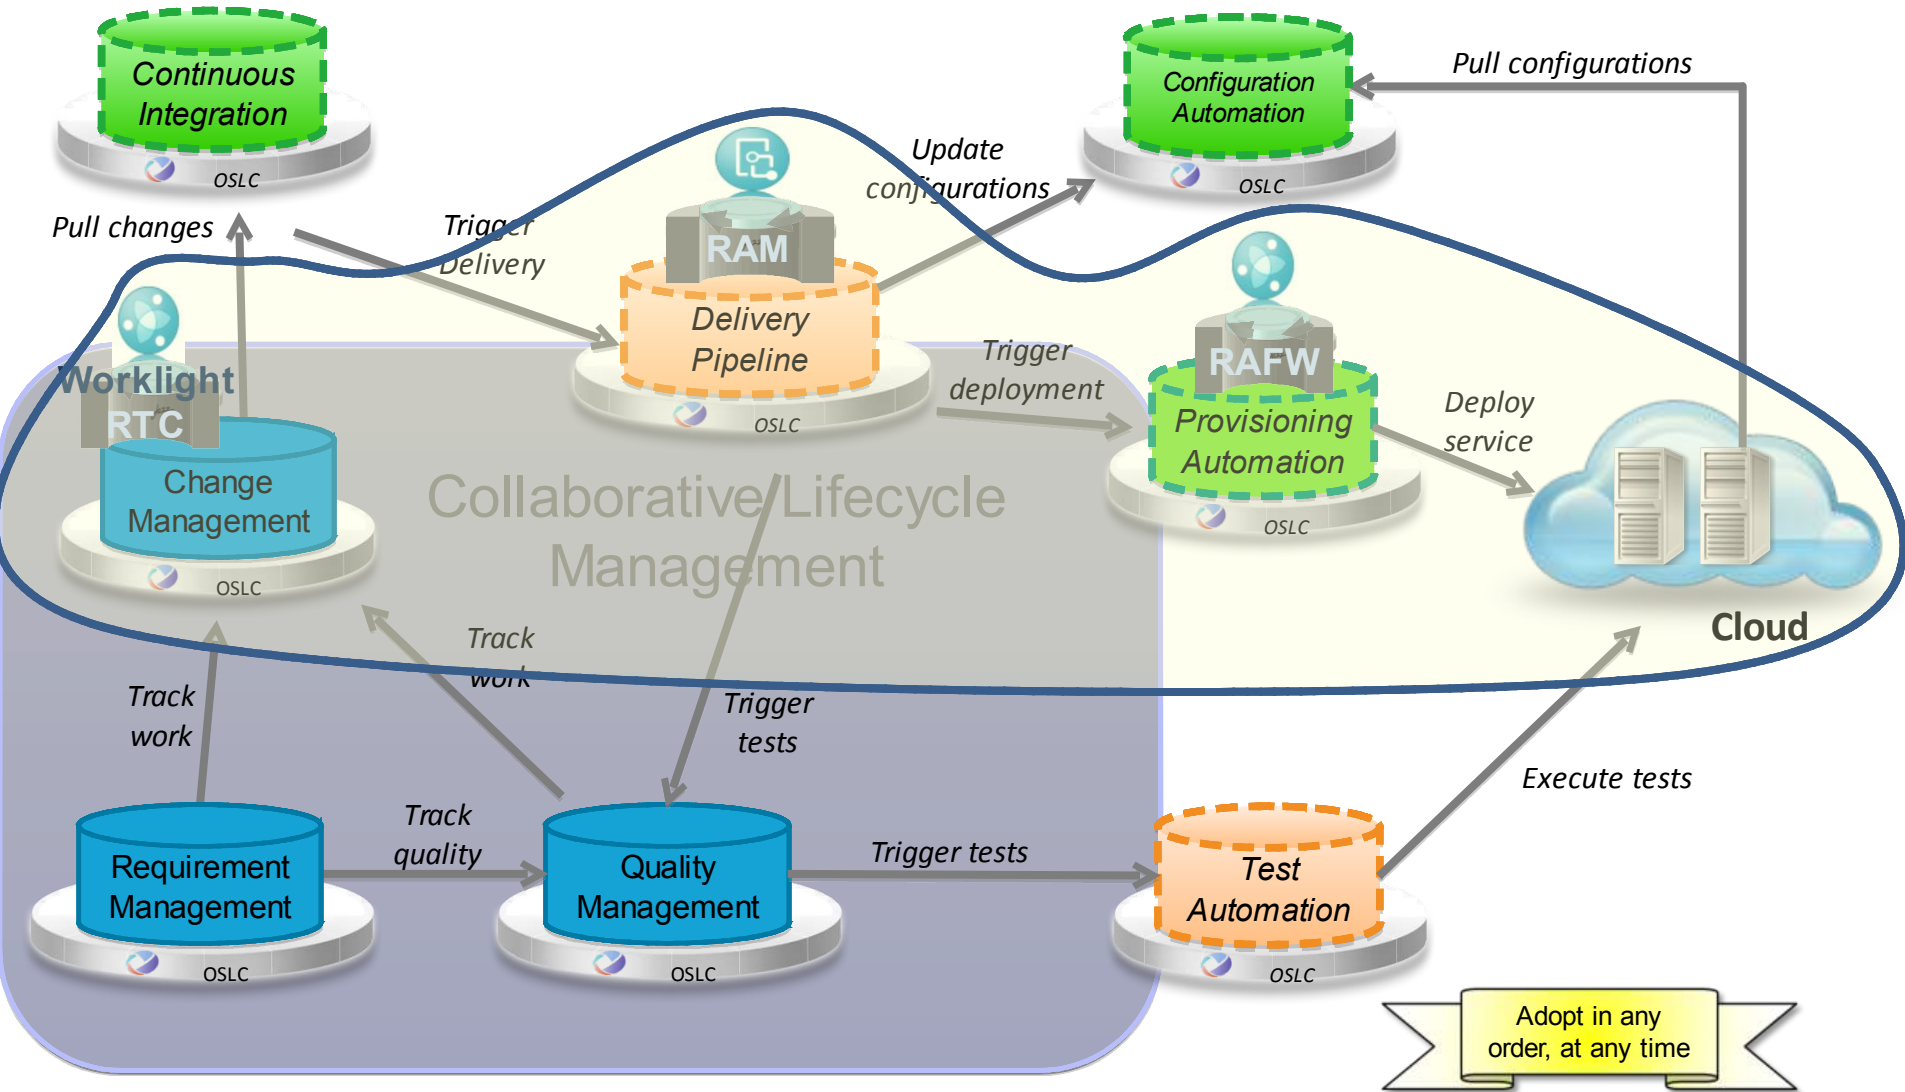 Continuous
Integration
OSLC
Configuration
Automation
OSLC
Pull configurations
Update
configurations
Pull changes
Trigger
Delivery
RAM
Delivery
Pipeline
OSLC
Trigger
deployment
RAFW
Provisioning
Automation
OSLC
Deploy
service
Worklight
RTC
Change
Management
OSLC
Collaborative Lifecycle
Management
Cloud
Track
work
Track
work
Trigger
tests
Execute tests
Requirement
Management
OSLC
Track
quality
Quality
Management
OSLC
Trigger tests
Test
Automation
OSLC
Adopt in any
order, at any time